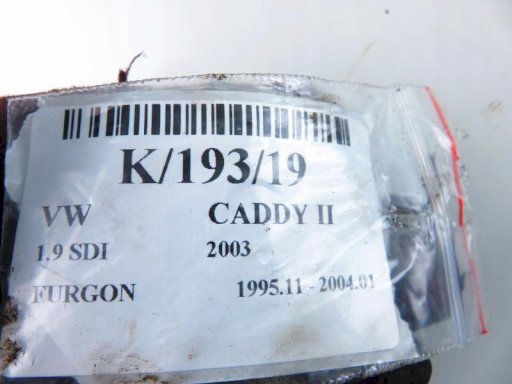 K/193/19
VW CADDY II
1.9 SDI 2003
FURGON 1995.11 - 2004.01